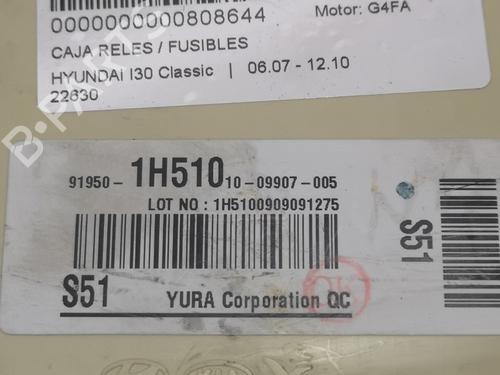 0000000000808644
Motor: G4FA
CAJA RELES / FUSIBLES
HYUNDAI I30 Classic | 06.07 - 12.10
22630
91950- 1H510 10-09907-005
LOT NO : 1H5100909091275
S51
S51
YURA Corporation QC
OK